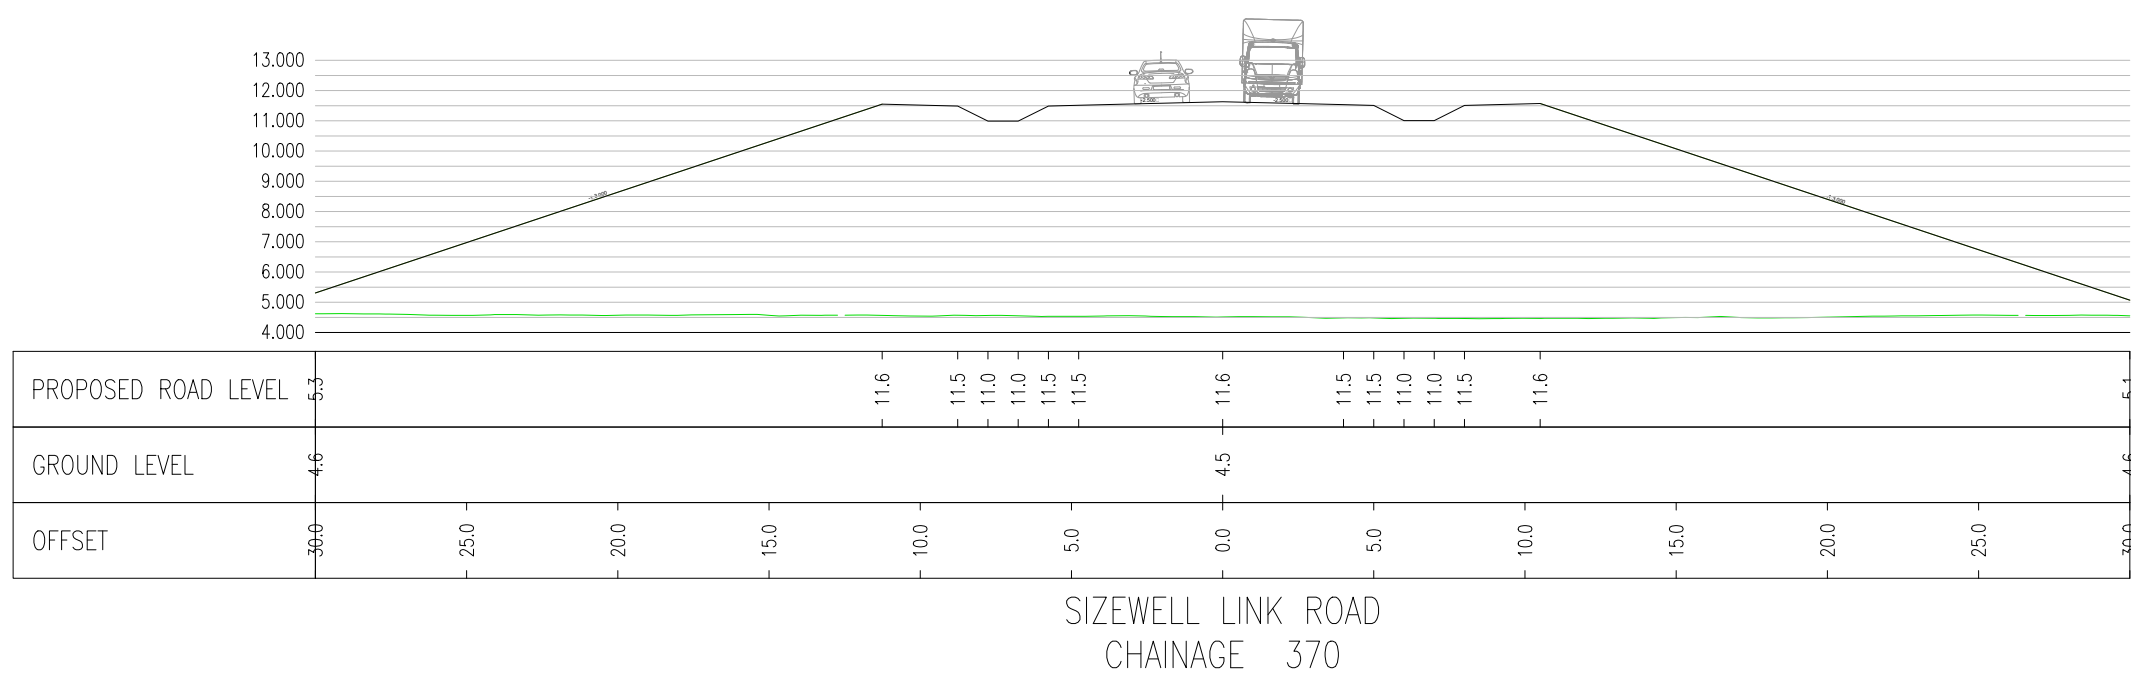 13.000
12.000
11.000
10.000
9.000
8.000
7.000
6.000
5.000
4.000
-2.500 -2.500
PROPOSED ROAD LEVEL 5.3 11.6 11.5 11.0 11.0 11.5 11.5 11.6 11.5 11.5 11.0 11.0 11.5 11.6 5.1
GROUND LEVEL 4.6 4.5 4.6
OFFSET 30.0 25.0 20.0 15.0 10.0 5.0 0.0 5.0 10.0 15.0 20.0 25.0 30.0
SIZEWELL LINK ROAD
CHAINAGE 370